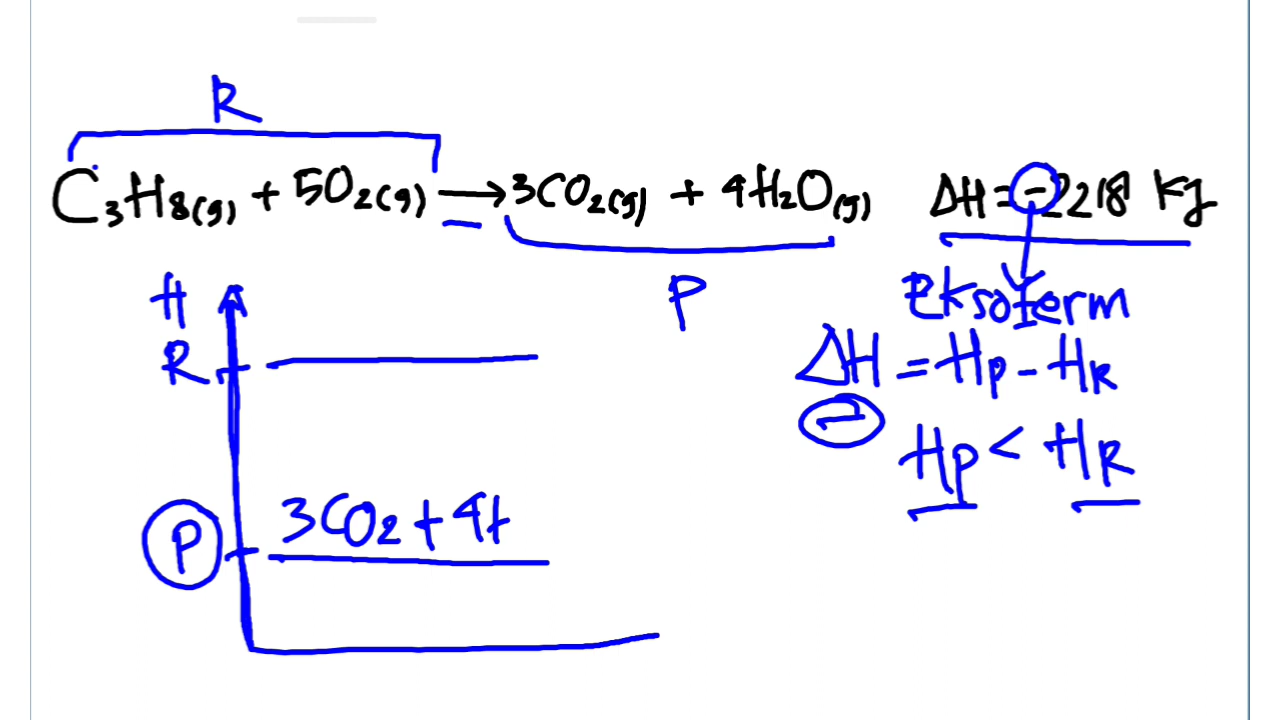 R
C₃H₈(g) + 5O₂(g) → 3CO₂(g) + 4H₂O(g) ΔH = -2218 KJ
P
Eksoterm
ΔH = Hp - HR
-
Hp < HR
H
R
P
3CO₂ + 4H